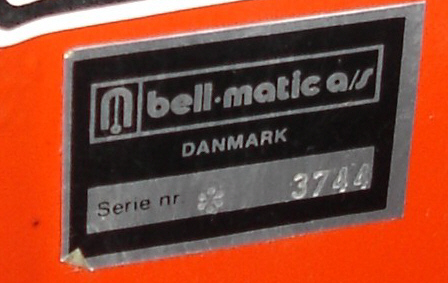 bell·matic a/s
DANMARK
Serie nr. * 3744